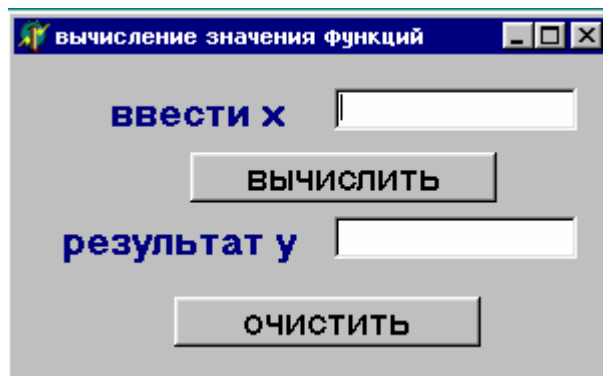 вычисление значения функций
ввести x
ВЫЧИСЛИТЬ
результат y
ОЧИСТИТЬ